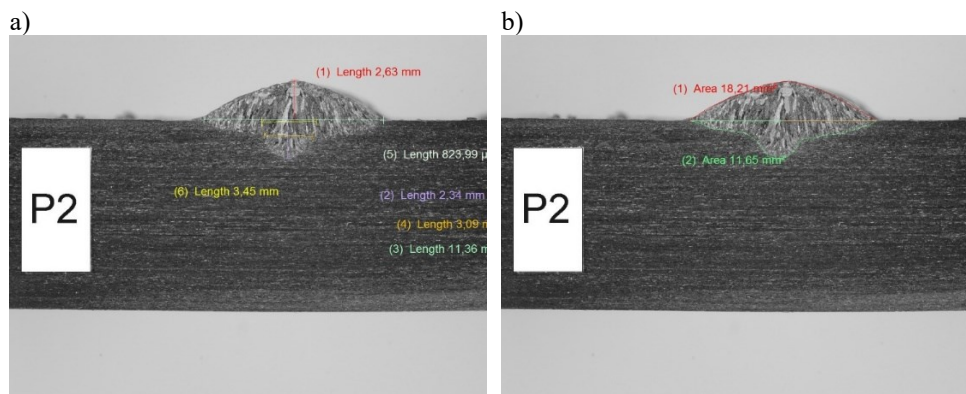 a)
b)
(1) Length 2,63 mm
(5) Length 823,99 µ
(6) Length 3,45 mm
(2) Length 2,34 mm
(4) Length 3,09 m
(3) Length 11,36 m
P2
(1) Area 18,21 mm²
(2) Area 11,65 mm²
P2